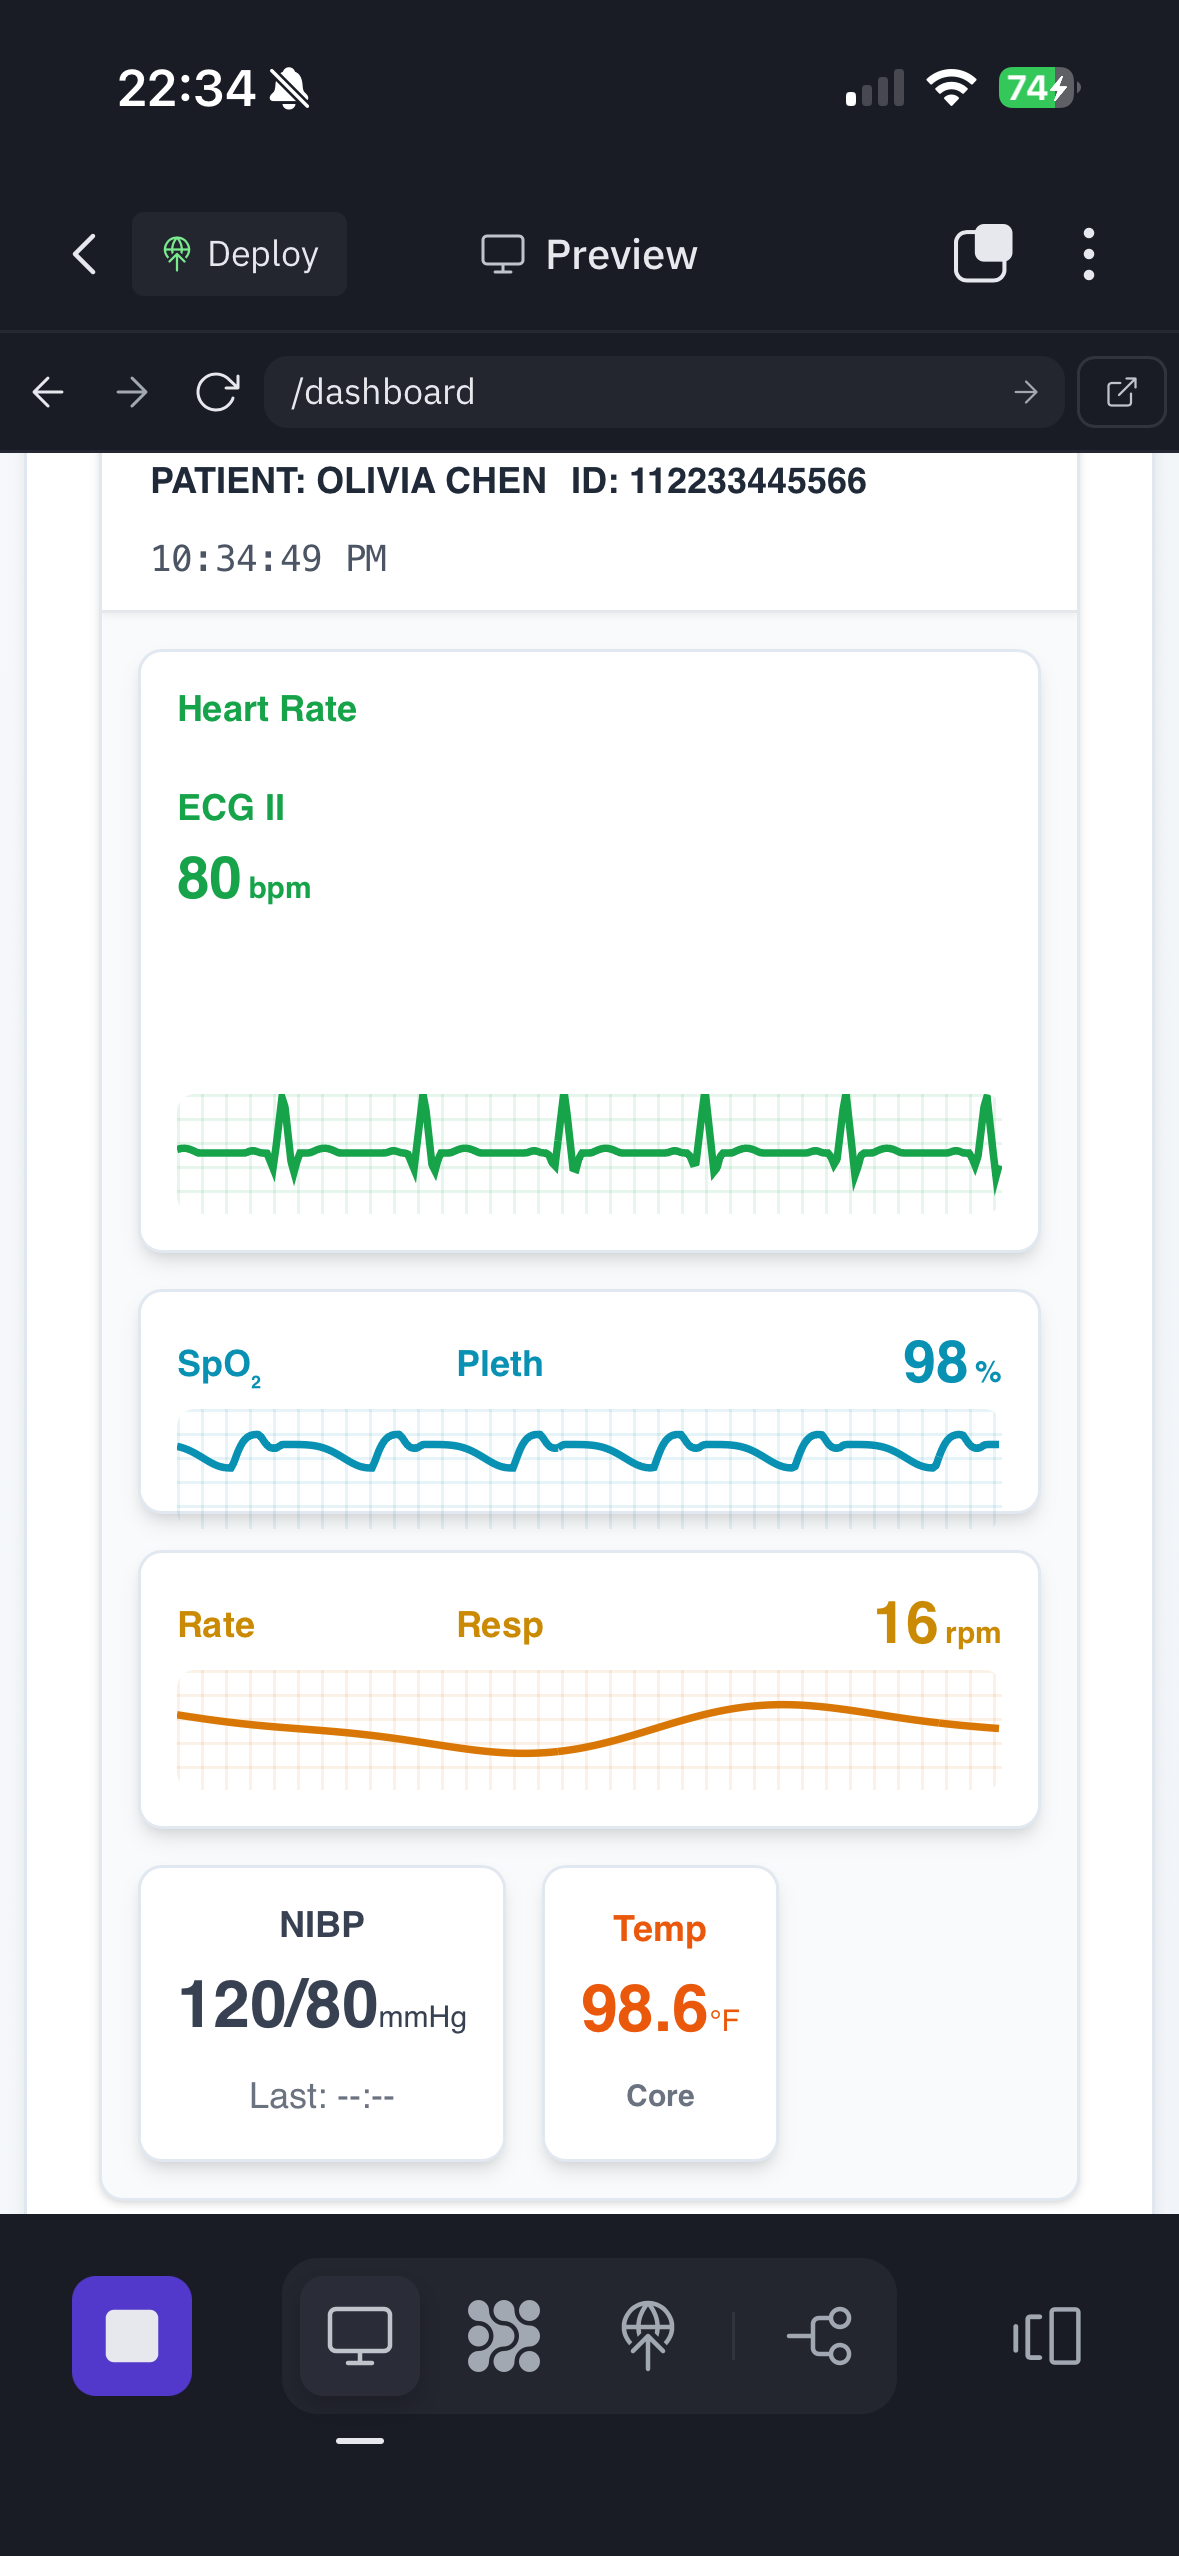 22:34
74
Deploy
Preview
/dashboard
PATIENT: OLIVIA CHEN ID: 112233445566
10:34:49 PM
Heart Rate
ECG II
80 bpm
SpO₂ Pleth 98 %
Rate Resp 16 rpm
NIBP
120/80mmHg
Last: --:--
Temp
98.6°F
Core